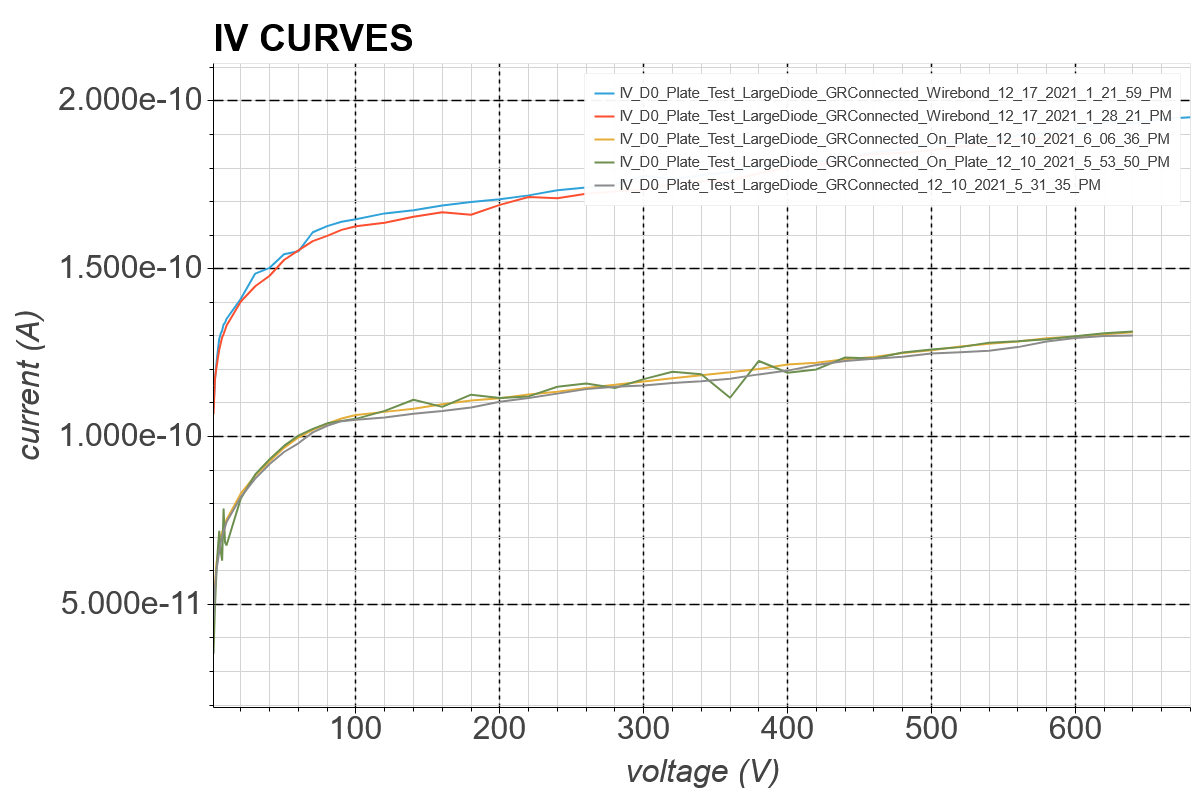 IV CURVES
2.000e-10
1.500e-10
1.000e-10
5.000e-11
current (A)
IV_D0_Plate_Test_LargeDiode_GRConnected_Wirebond_12_17_2021_1_21_59_PM
IV_D0_Plate_Test_LargeDiode_GRConnected_Wirebond_12_17_2021_1_28_21_PM
IV_D0_Plate_Test_LargeDiode_GRConnected_On_Plate_12_10_2021_6_06_36_PM
IV_D0_Plate_Test_LargeDiode_GRConnected_On_Plate_12_10_2021_5_53_50_PM
IV_D0_Plate_Test_LargeDiode_GRConnected_12_10_2021_5_31_35_PM
100 200 300 400 500 600
voltage (V)